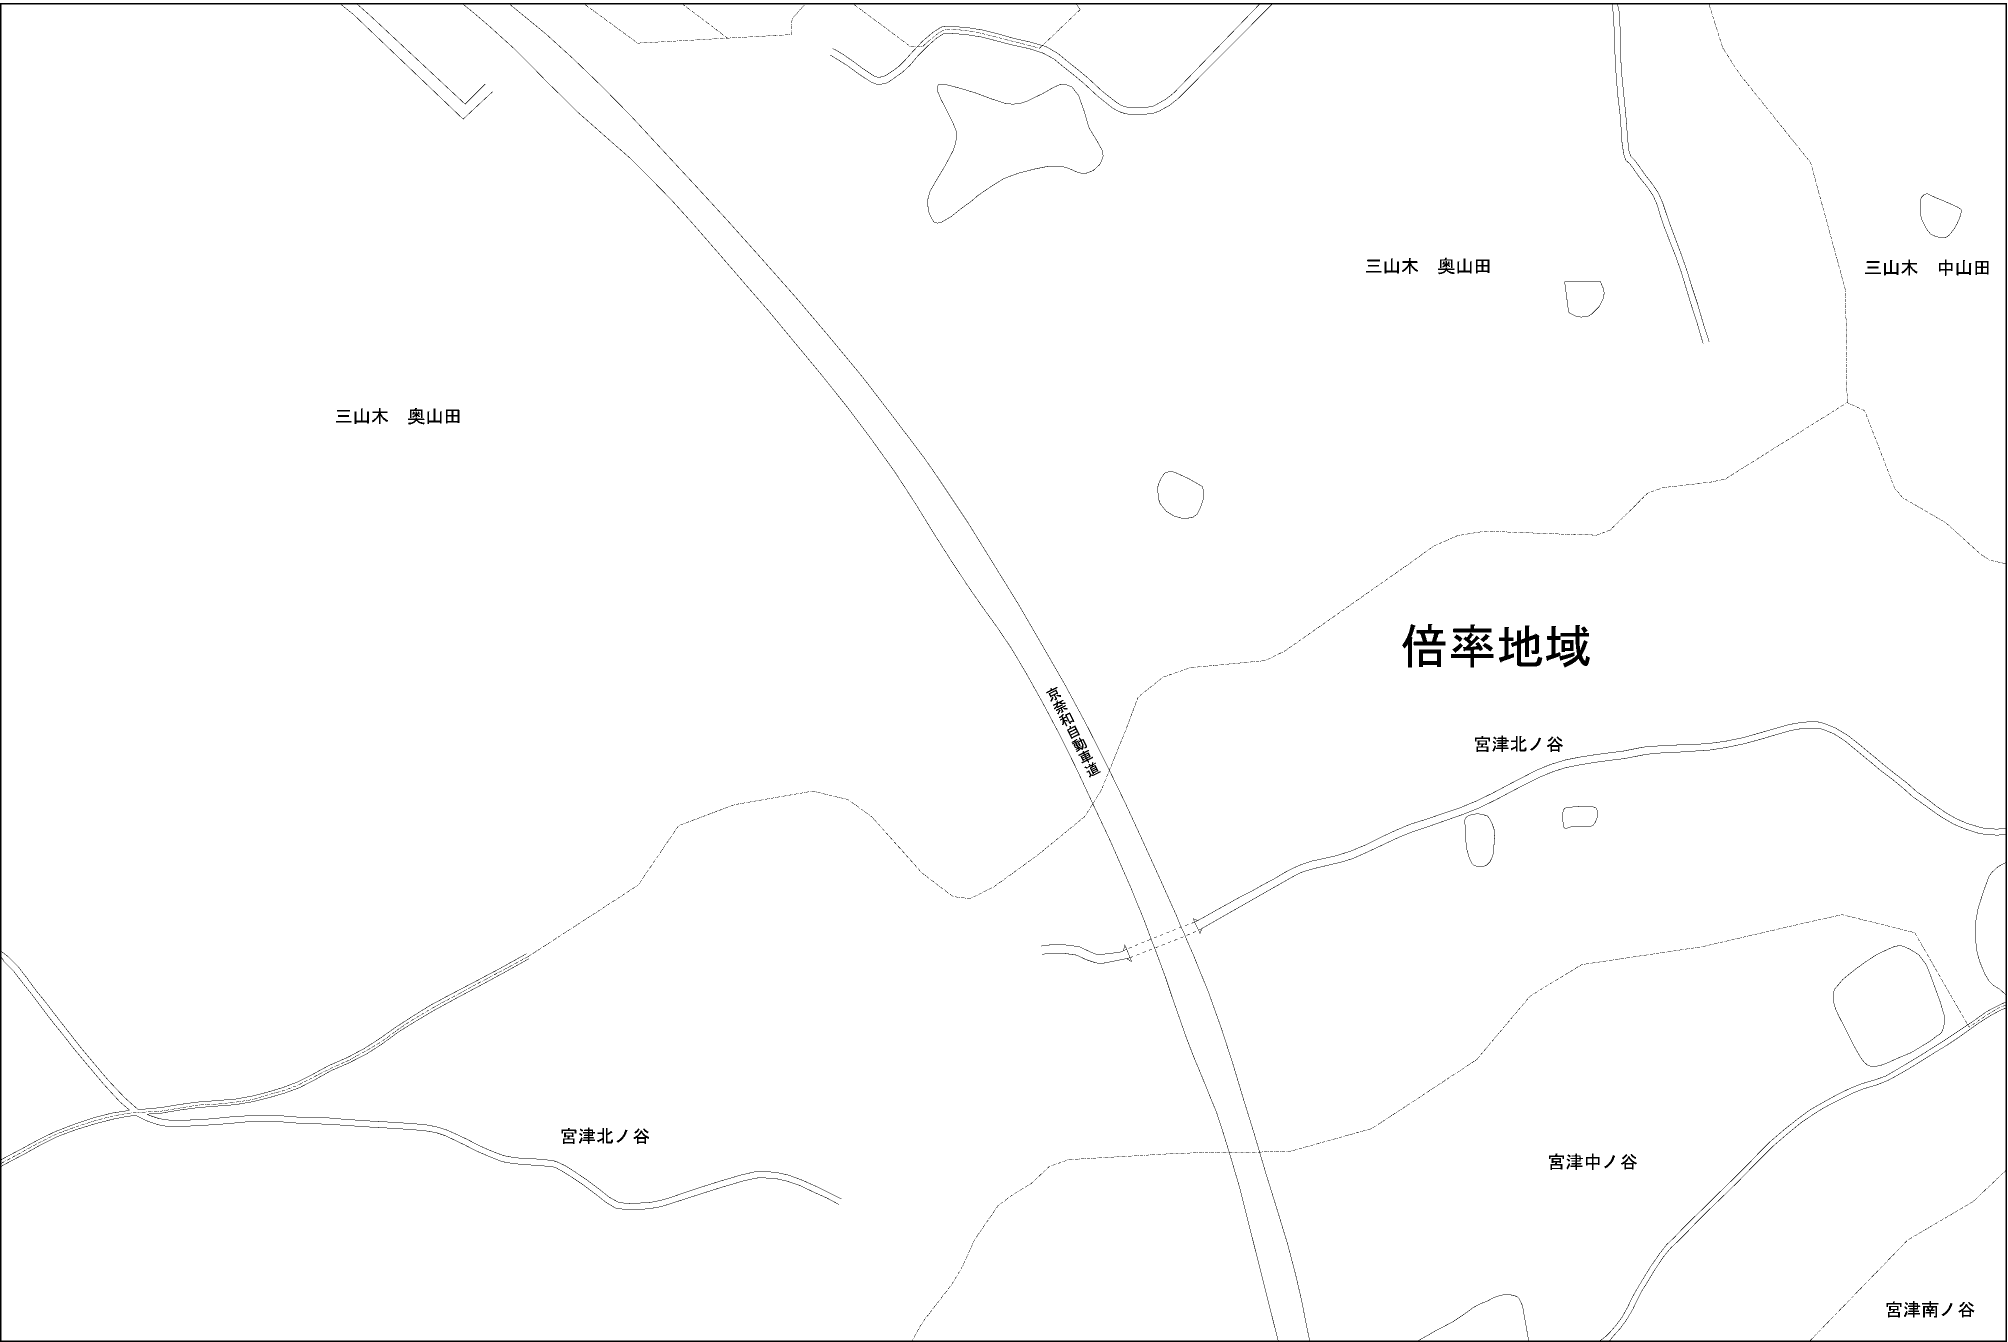 三山木　奥山田
三山木　中山田
三山木　奥山田
倍率地域
京奈和自動車道
宮津北ノ谷
宮津北ノ谷
宮津中ノ谷
宮津南ノ谷